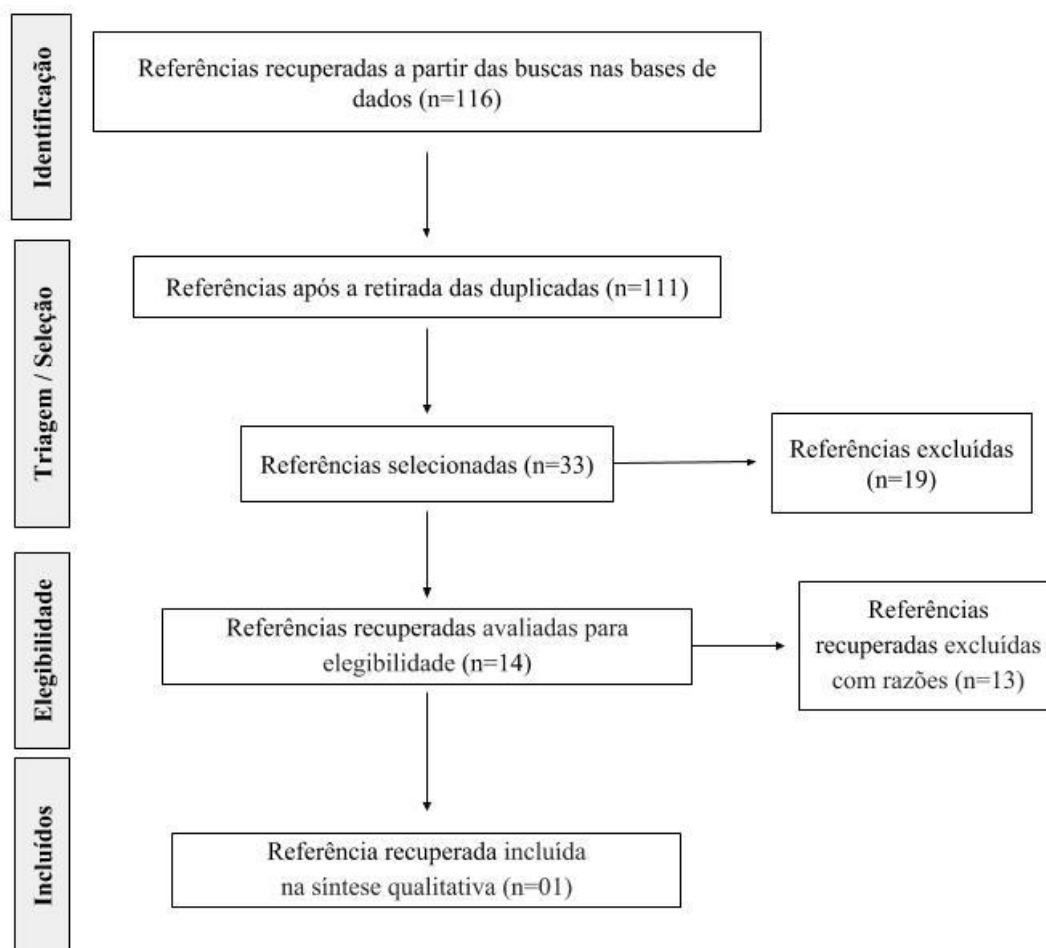 Identificação
Referências recuperadas a partir das buscas nas bases de
dados (n=116)
Triagem / Seleção
Referências após a retirada das duplicadas (n=111)
Referências selecionadas (n=33)
Referências excluídas
(n=19)
Elegibilidade
Referências recuperadas avaliadas para
elegibilidade (n=14)
Referências
recuperadas excluídas
com razões (n=13)
Incluídos
Referência recuperada incluída
na síntese qualitativa (n=01)